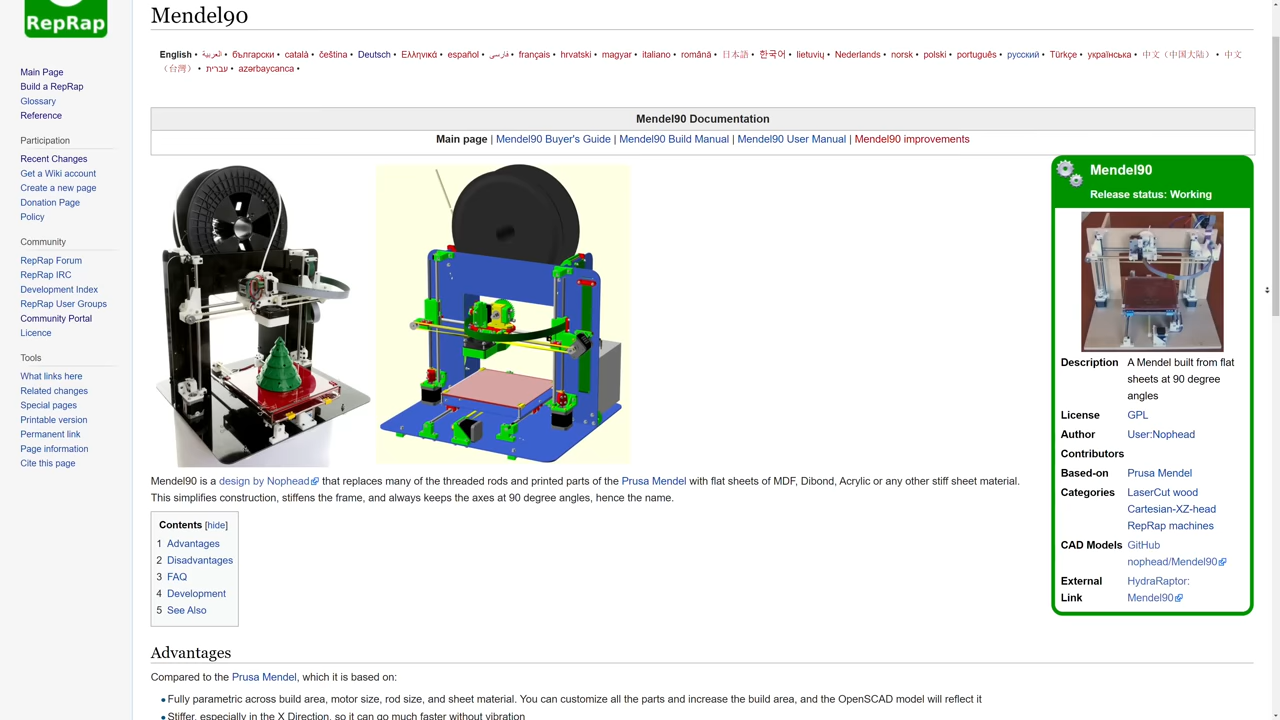 RepRap
Main Page
Build a RepRap
Glossary
Reference
Participation
Recent Changes
Get a Wiki account
Create a new page
Donation Page
Policy
Community
RepRap Forum
RepRap IRC
Development Index
RepRap User Groups
Community Portal
Licence
Tools
What links here
Related changes
Special pages
Printable version
Permanent link
Page information
Cite this page
Mendel90
English • العربية • български • català • čeština • Deutsch • Ελληνικά • español • فارسی • français • hrvatski • magyar • italiano • română • 日本語 • 한국어 • lietuvių • Nederlands • norsk • polski • português • русский • Türkçe • українська • 中文（中国大陆） • 中文
（台灣） • עברית • azərbaycanca •
Mendel90 Documentation
Main page | Mendel90 Buyer's Guide | Mendel90 Build Manual | Mendel90 User Manual | Mendel90 improvements
Mendel90 is a design by Nophead that replaces many of the threaded rods and printed parts of the Prusa Mendel with flat sheets of MDF, Dibond, Acrylic or any other stiff sheet material.
This simplifies construction, stiffens the frame, and always keeps the axes at 90 degree angles, hence the name.
Contents [hide]
1 Advantages
2 Disadvantages
3 FAQ
4 Development
5 See Also
Advantages
Compared to the Prusa Mendel, which it is based on:
• Fully parametric across build area, motor size, rod size, and sheet material. You can customize all the parts and increase the build area, and the OpenSCAD model will reflect it
• Stiffer, especially in the X Direction, so it can go much faster without vibration
Mendel90
Release status: Working
Description A Mendel built from flat
sheets at 90 degree
angles
License GPL
Author User:Nophead
Contributors
Based-on Prusa Mendel
Categories LaserCut wood
Cartesian-XZ-head
RepRap machines
CAD Models GitHub
nophead/Mendel90
External HydraRaptor:
Link Mendel90